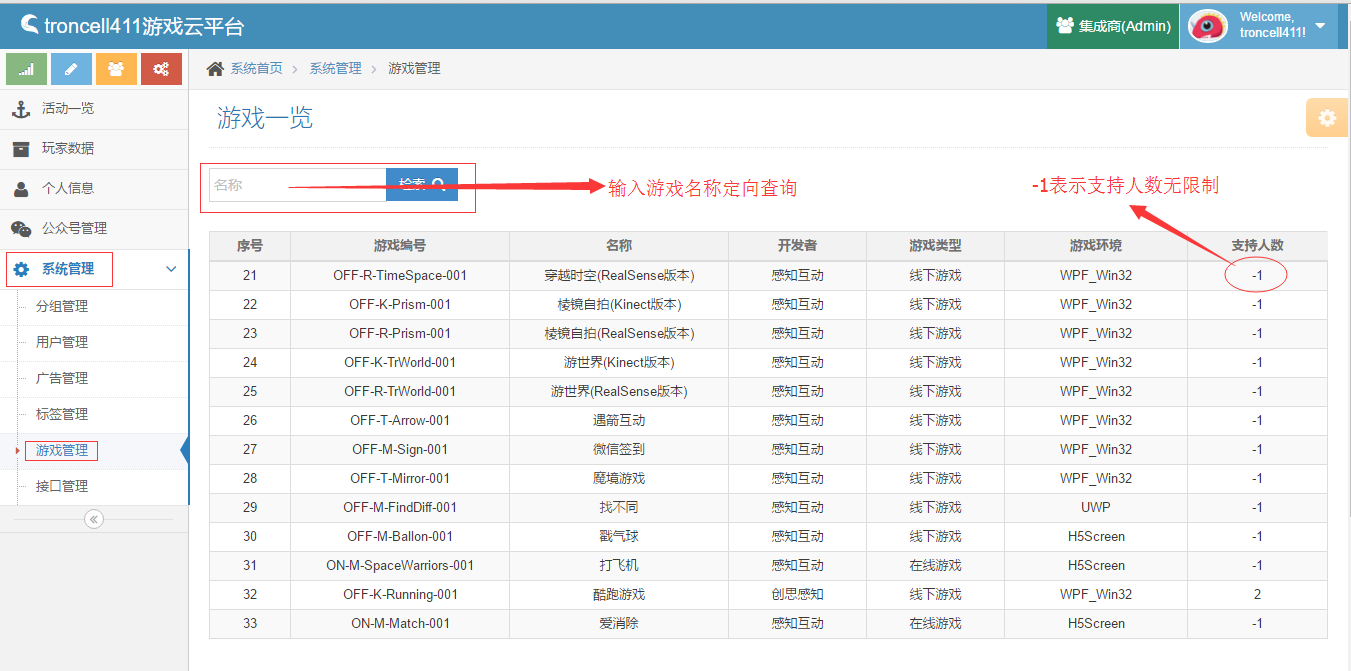 troncell411游戏云平台
集成商(Admin)
Welcome,
troncell411!
系统首页 系统管理 游戏管理
活动一览
玩家数据
个人信息
公众号管理
系统管理
分组管理
用户管理
广告管理
标签管理
游戏管理
接口管理
游戏一览
名称 检索
输入游戏名称定向查询
-1表示支持人数无限制
序号 游戏编号 名称 开发者 游戏类型 游戏环境 支持人数
21 OFF-R-TimeSpace-001 穿越时空(RealSense版本) 感知互动 线下游戏 WPF_Win32 -1
22 OFF-K-Prism-001 棱镜自拍(Kinect版本) 感知互动 线下游戏 WPF_Win32 -1
23 OFF-R-Prism-001 棱镜自拍(RealSense版本) 感知互动 线下游戏 WPF_Win32 -1
24 OFF-K-TrWorld-001 游世界(Kinect版本) 感知互动 线下游戏 WPF_Win32 -1
25 OFF-R-TrWorld-001 游世界(RealSense版本) 感知互动 线下游戏 WPF_Win32 -1
26 OFF-T-Arrow-001 遇箭互动 感知互动 线下游戏 WPF_Win32 -1
27 OFF-M-Sign-001 微信签到 感知互动 线下游戏 WPF_Win32 -1
28 OFF-T-Mirror-001 魔境游戏 感知互动 线下游戏 WPF_Win32 -1
29 OFF-M-FindDiff-001 找不同 感知互动 线下游戏 UWP -1
30 OFF-M-Ballon-001 戳气球 感知互动 线下游戏 H5Screen -1
31 ON-M-SpaceWarriors-001 打飞机 感知互动 在线游戏 H5Screen -1
32 OFF-K-Running-001 酷跑游戏 创思感知 线下游戏 WPF_Win32 2
33 ON-M-Match-001 爱消除 感知互动 在线游戏 H5Screen -1